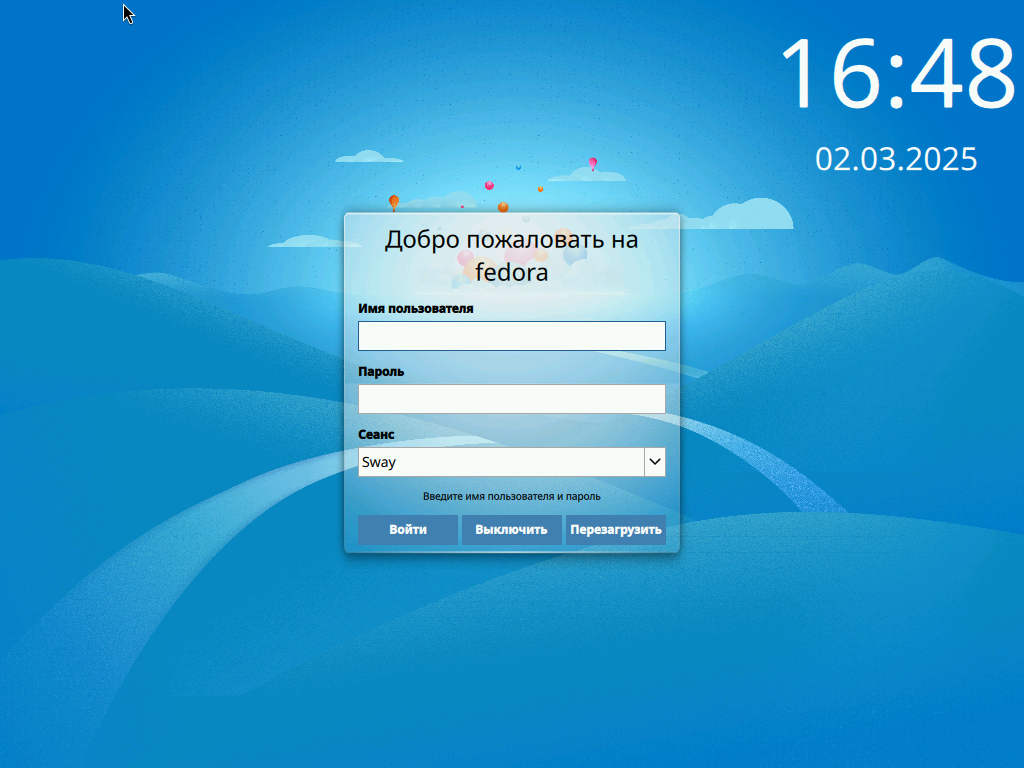 16:48
02.03.2025
Добро пожаловать на
fedora
Имя пользователя
Пароль
Сеанс
Sway
Введите имя пользователя и пароль
Войти
Выключить
Перезагрузить